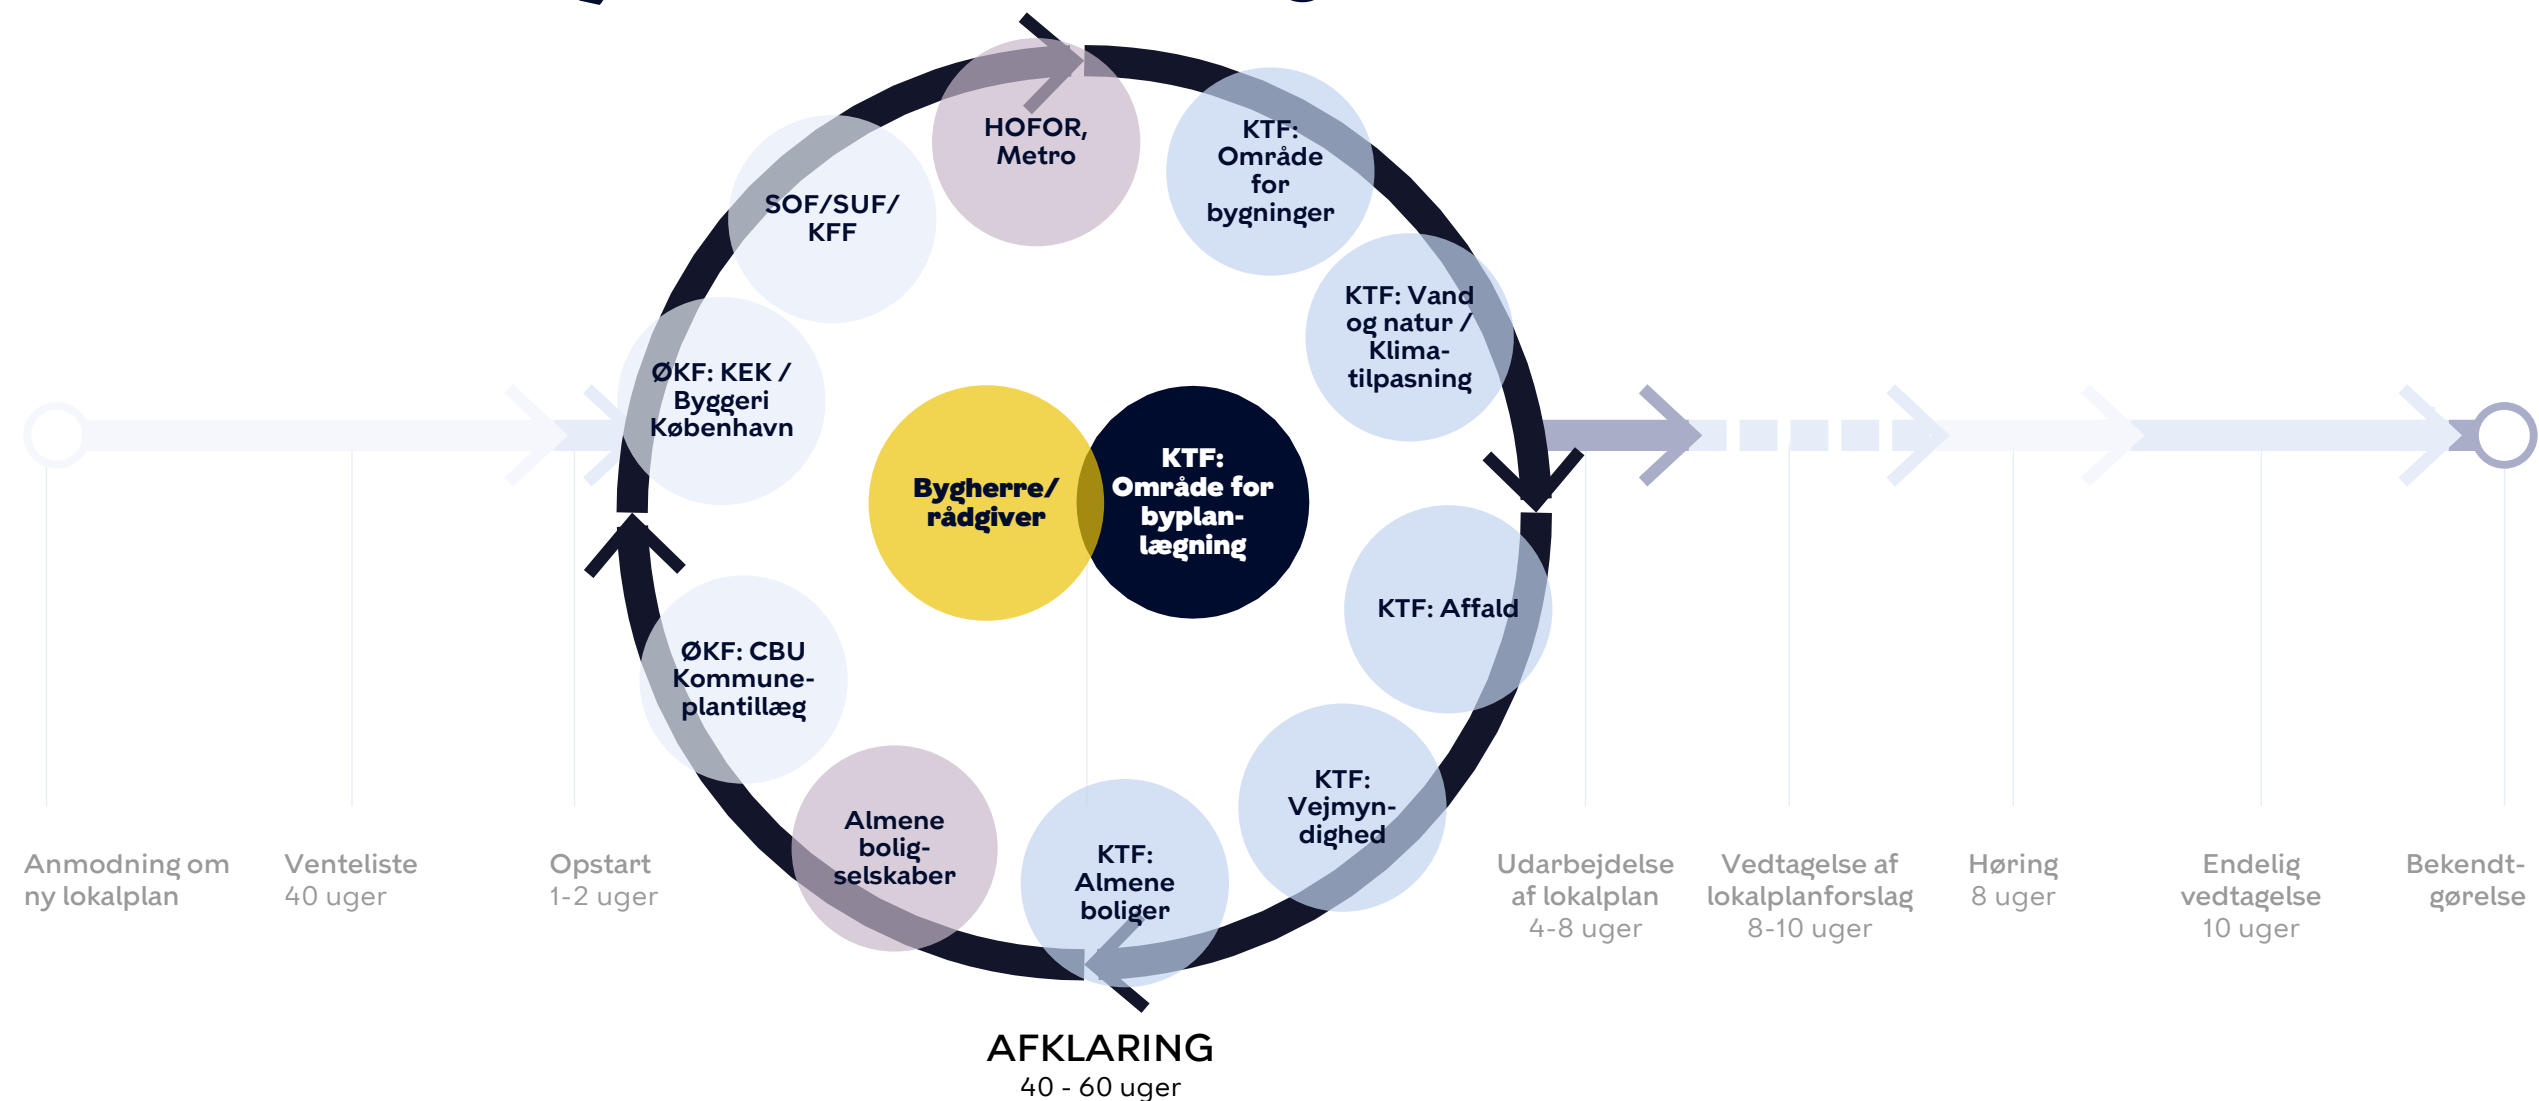 HOFOR,
Metro
KTF:
Område
for
bygninger
SOF/SUF/
KFF
KTF: Vand
og natur /
Klima-
tilpasning
ØKF: KEK /
Byggeri
København
Bygherre/
rådgiver
KTF:
Område for
byplan-
lægning
KTF: Affald
ØKF: CBU
Kommune-
plantillæg
KTF:
Vejmyn-
dighed
Almene
bolig-
selskaber
KTF:
Almene
boliger
Anmodning om
ny lokalplan
Venteliste
40 uger
Opstart
1-2 uger
AFKLARING
40 - 60 uger
Udarbejdelse
af lokalplan
4-8 uger
Vedtagelse af
lokalplanforslag
8-10 uger
Høring
8 uger
Endelig
vedtagelse
10 uger
Bekendt-
gørelse